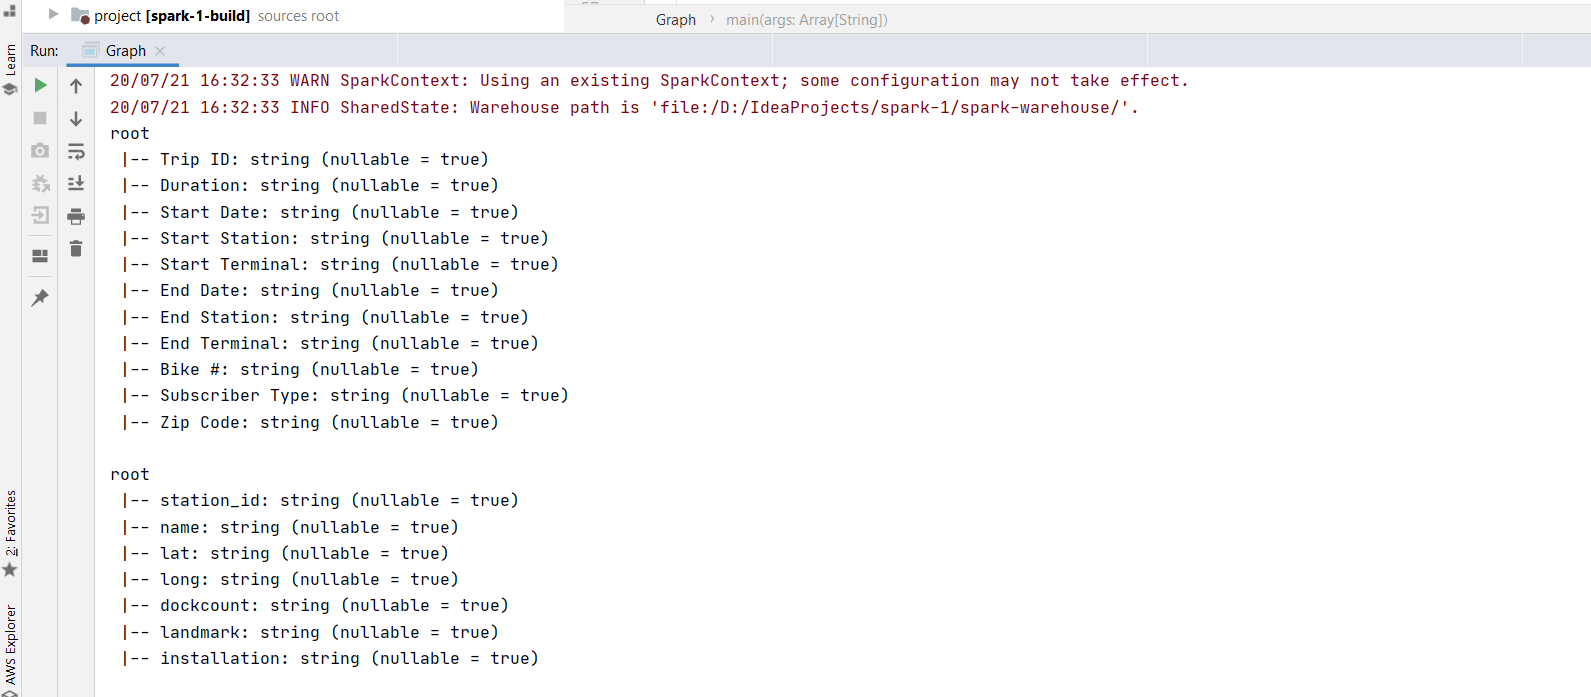 project [spark-1-build] sources root
Graph › main(args: Array[String])
Run: Graph
Learn
20/07/21 16:32:33 WARN SparkContext: Using an existing SparkContext; some configuration may not take effect.
20/07/21 16:32:33 INFO SharedState: Warehouse path is 'file:/D:/IdeaProjects/spark-1/spark-warehouse/'.
root
|-- Trip ID: string (nullable = true)
|-- Duration: string (nullable = true)
|-- Start Date: string (nullable = true)
|-- Start Station: string (nullable = true)
|-- Start Terminal: string (nullable = true)
|-- End Date: string (nullable = true)
|-- End Station: string (nullable = true)
|-- End Terminal: string (nullable = true)
|-- Bike #: string (nullable = true)
|-- Subscriber Type: string (nullable = true)
|-- Zip Code: string (nullable = true)
root
|-- station_id: string (nullable = true)
|-- name: string (nullable = true)
|-- lat: string (nullable = true)
|-- long: string (nullable = true)
|-- dockcount: string (nullable = true)
|-- landmark: string (nullable = true)
|-- installation: string (nullable = true)
2: Favorites
AWS Explorer